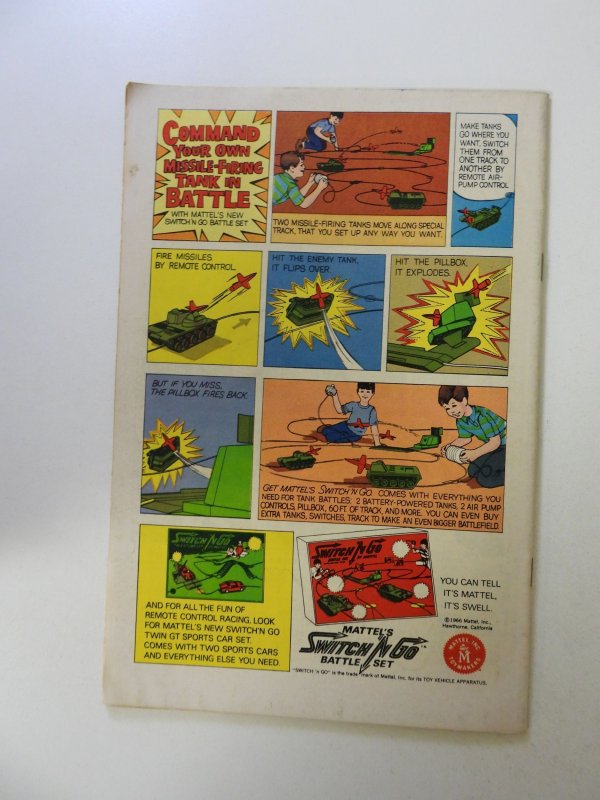 COMMAND
YOUR OWN
MISSILE-FIRING
TANK IN
BATTLE
WITH MATTEL'S NEW
SWITCH 'N GO BATTLE SET
TWO MISSILE-FIRING TANKS MOVE ALONG SPECIAL
TRACK, THAT YOU SET UP ANY WAY YOU WANT.
MAKE TANKS
GO WHERE YOU
WANT, SWITCH
THEM FROM
ONE TRACK TO
ANOTHER BY
REMOTE AIR-
PUMP CONTROL
FIRE MISSILES
BY REMOTE CONTROL.
HIT THE ENEMY TANK,
IT FLIPS OVER.
HIT THE PILLBOX,
IT EXPLODES.
BUT IF YOU MISS,
THE PILLBOX FIRES BACK.
GET MATTEL'S SWITCH 'N GO. COMES WITH EVERYTHING YOU
NEED FOR TANK BATTLES: 2 BATTERY-POWERED TANKS, 2 AIR PUMP
CONTROLS, PILLBOX, 60 FT. OF TRACK, AND MORE. YOU CAN EVEN BUY
EXTRA TANKS, SWITCHES, TRACK TO MAKE AN EVEN BIGGER BATTLEFIELD.
SWITCH 'N GO
AND FOR ALL THE FUN OF
REMOTE CONTROL RACING, LOOK
FOR MATTEL'S NEW SWITCH'N GO
TWIN GT SPORTS CAR SET.
COMES WITH TWO SPORTS CARS
AND EVERYTHING ELSE YOU NEED.
SWITCH 'N GO
MATTEL'S
SWITCH 'N GO™
BATTLE SET
YOU CAN TELL
IT'S MATTEL,
IT'S SWELL.
©1966 Mattel, Inc.,
Hawthorne, California
MATTEL, INC.
M
TOYMAKERS
"SWITCH 'n GO" is the trade mark of Mattel, Inc. for its TOY VEHICLE APPARATUS.